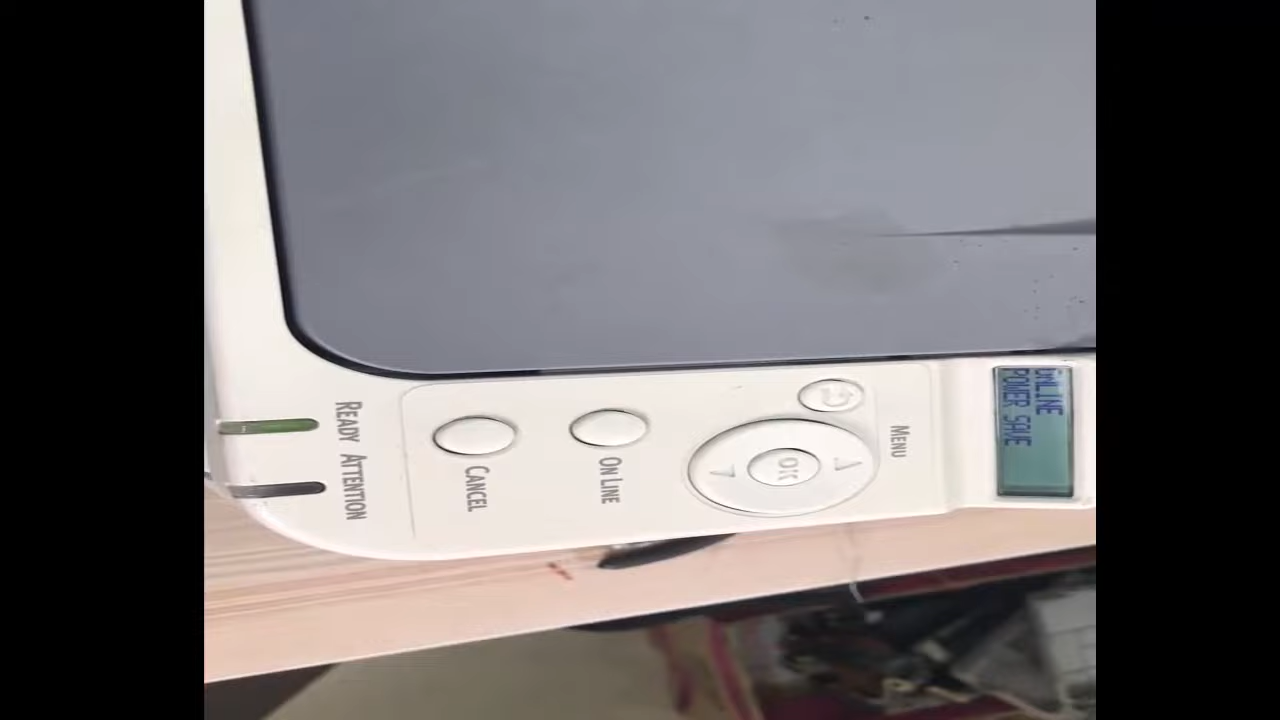 ONLINE
POWER SAVE
MENU
OK
ON LINE
CANCEL
READY ATTENTION